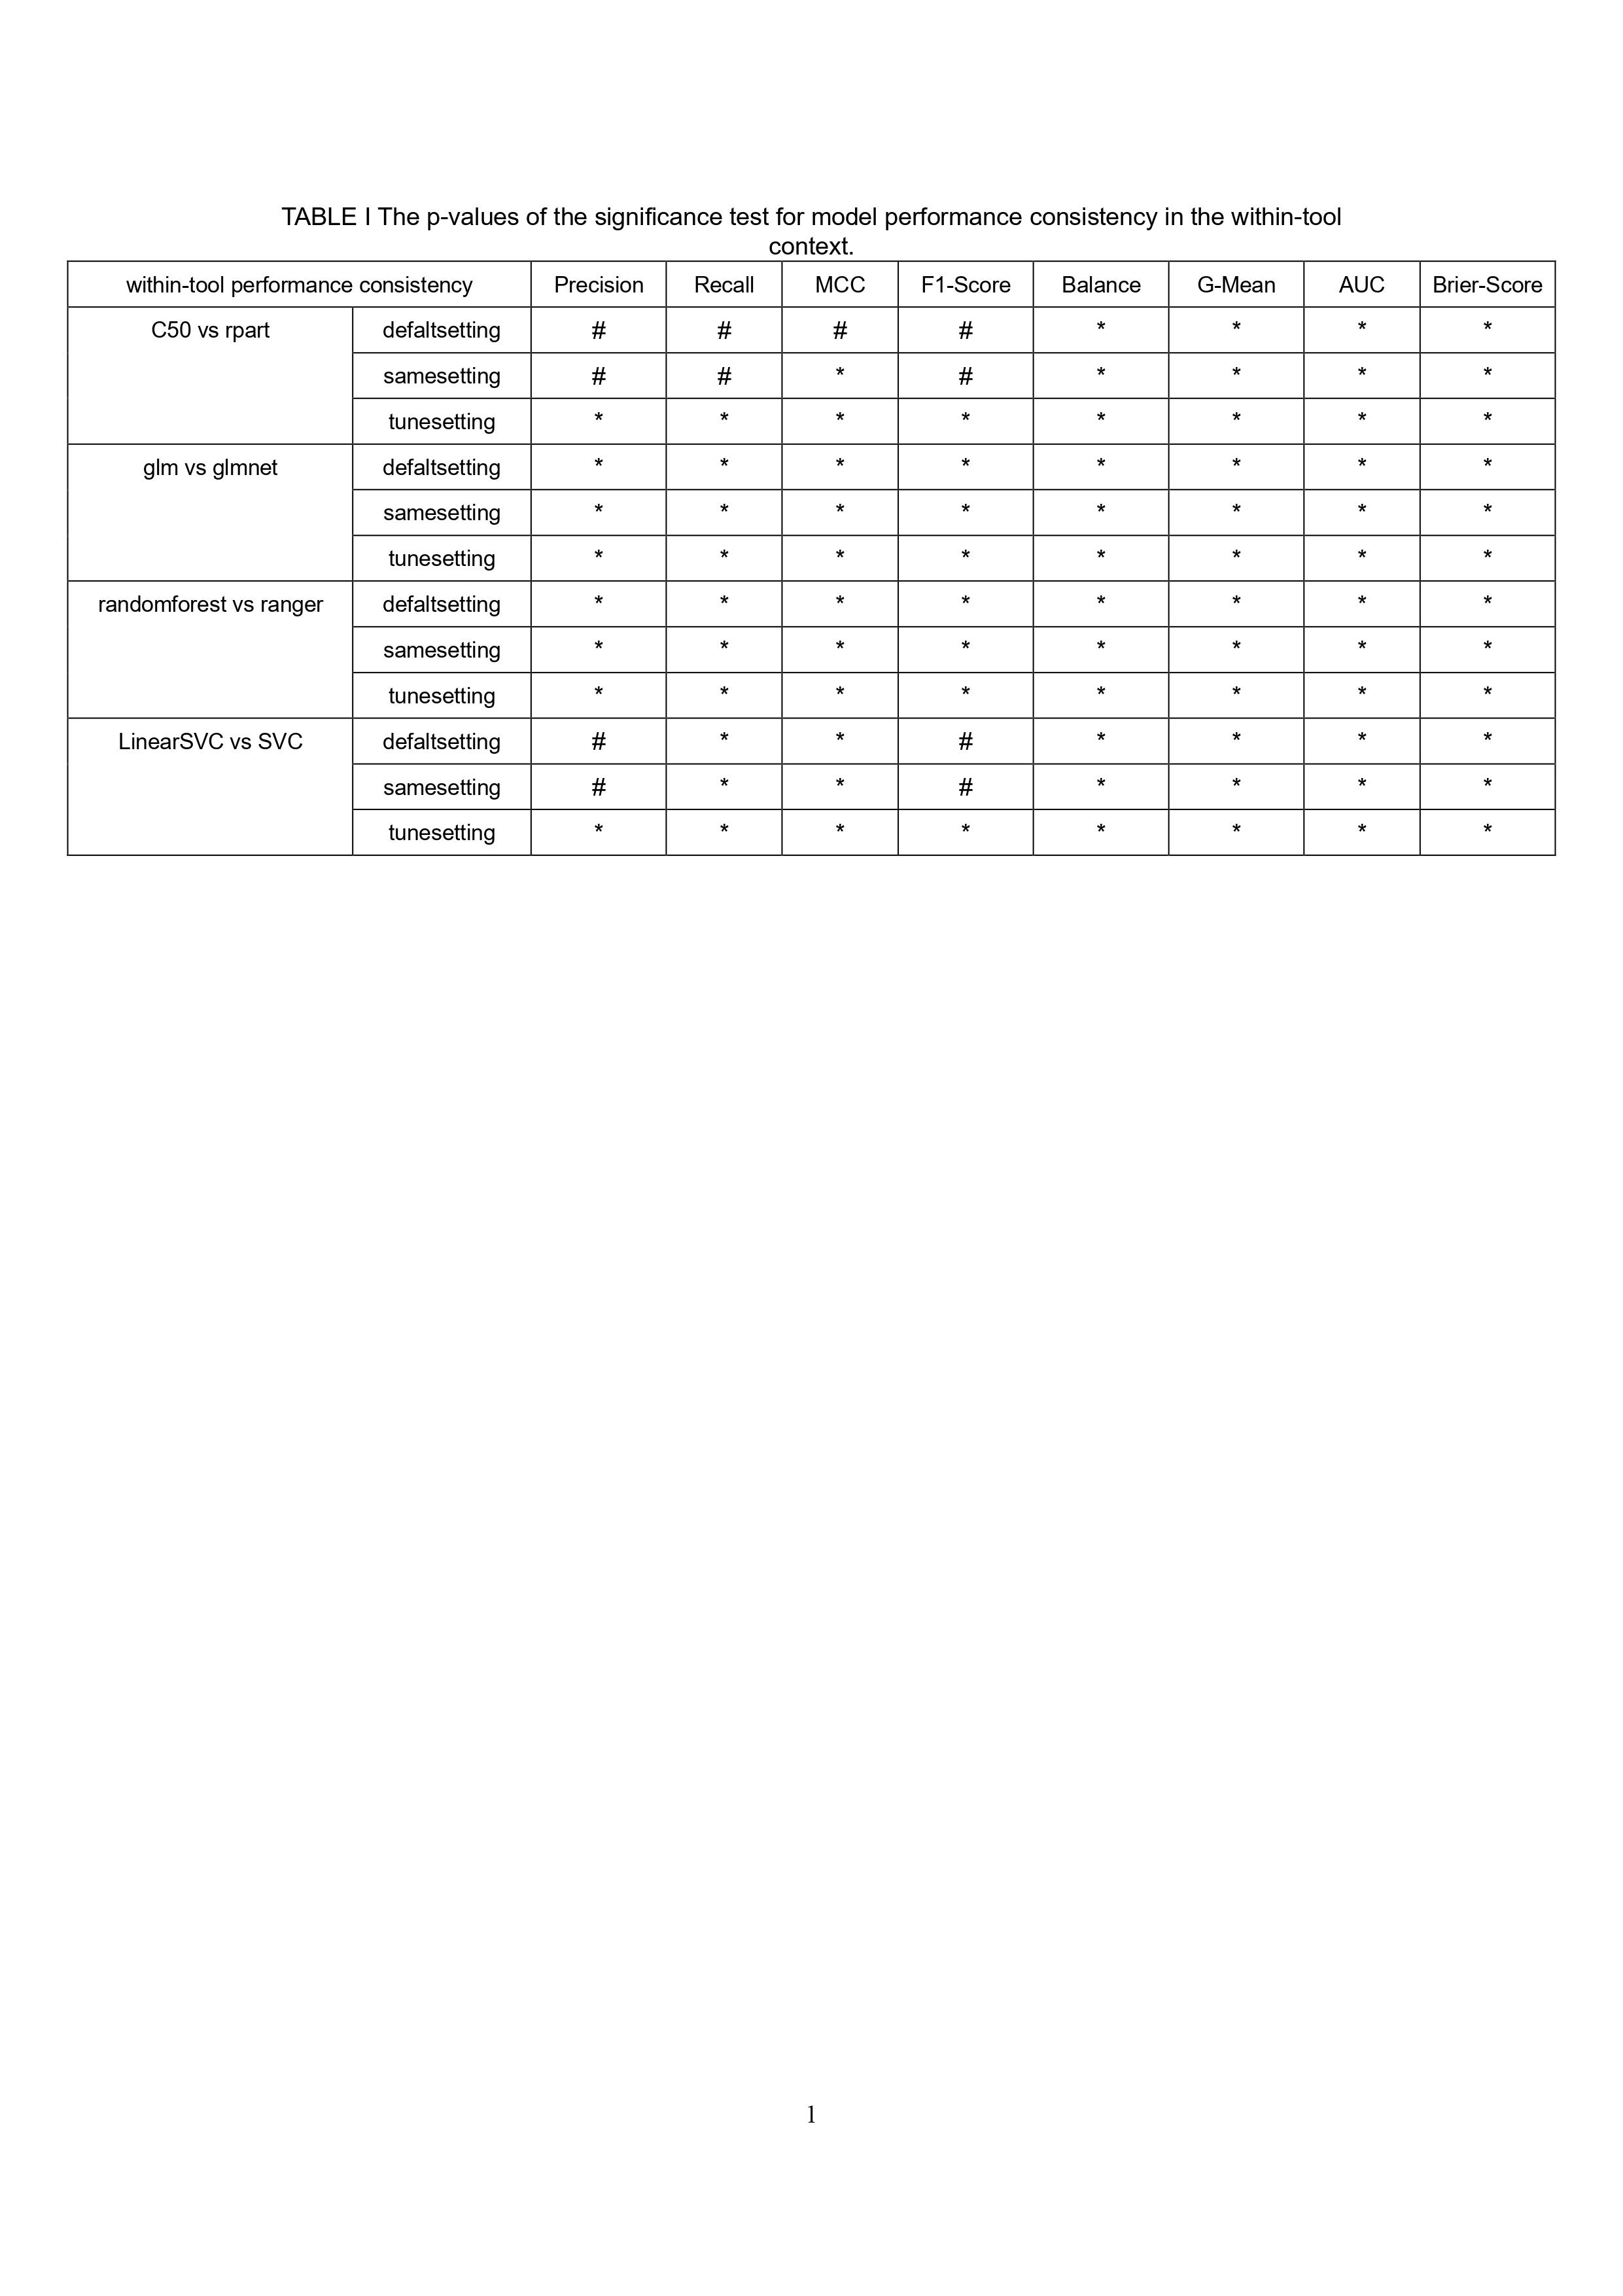 TABLE I The p-values of the significance test for model performance consistency in the within-tool
context.
within-tool performance consistency Precision Recall MCC F1-Score Balance G-Mean AUC Brier-Score
C50 vs rpart defaltsetting # # # # * * * *
samesetting # # * # * * * *
tunesetting * * * * * * * *
glm vs glmnet defaltsetting * * * * * * * *
samesetting * * * * * * * *
tunesetting * * * * * * * *
randomforest vs ranger defaltsetting * * * * * * * *
samesetting * * * * * * * *
tunesetting * * * * * * * *
LinearSVC vs SVC defaltsetting # * * # * * * *
samesetting # * * # * * * *
tunesetting * * * * * * * *
1